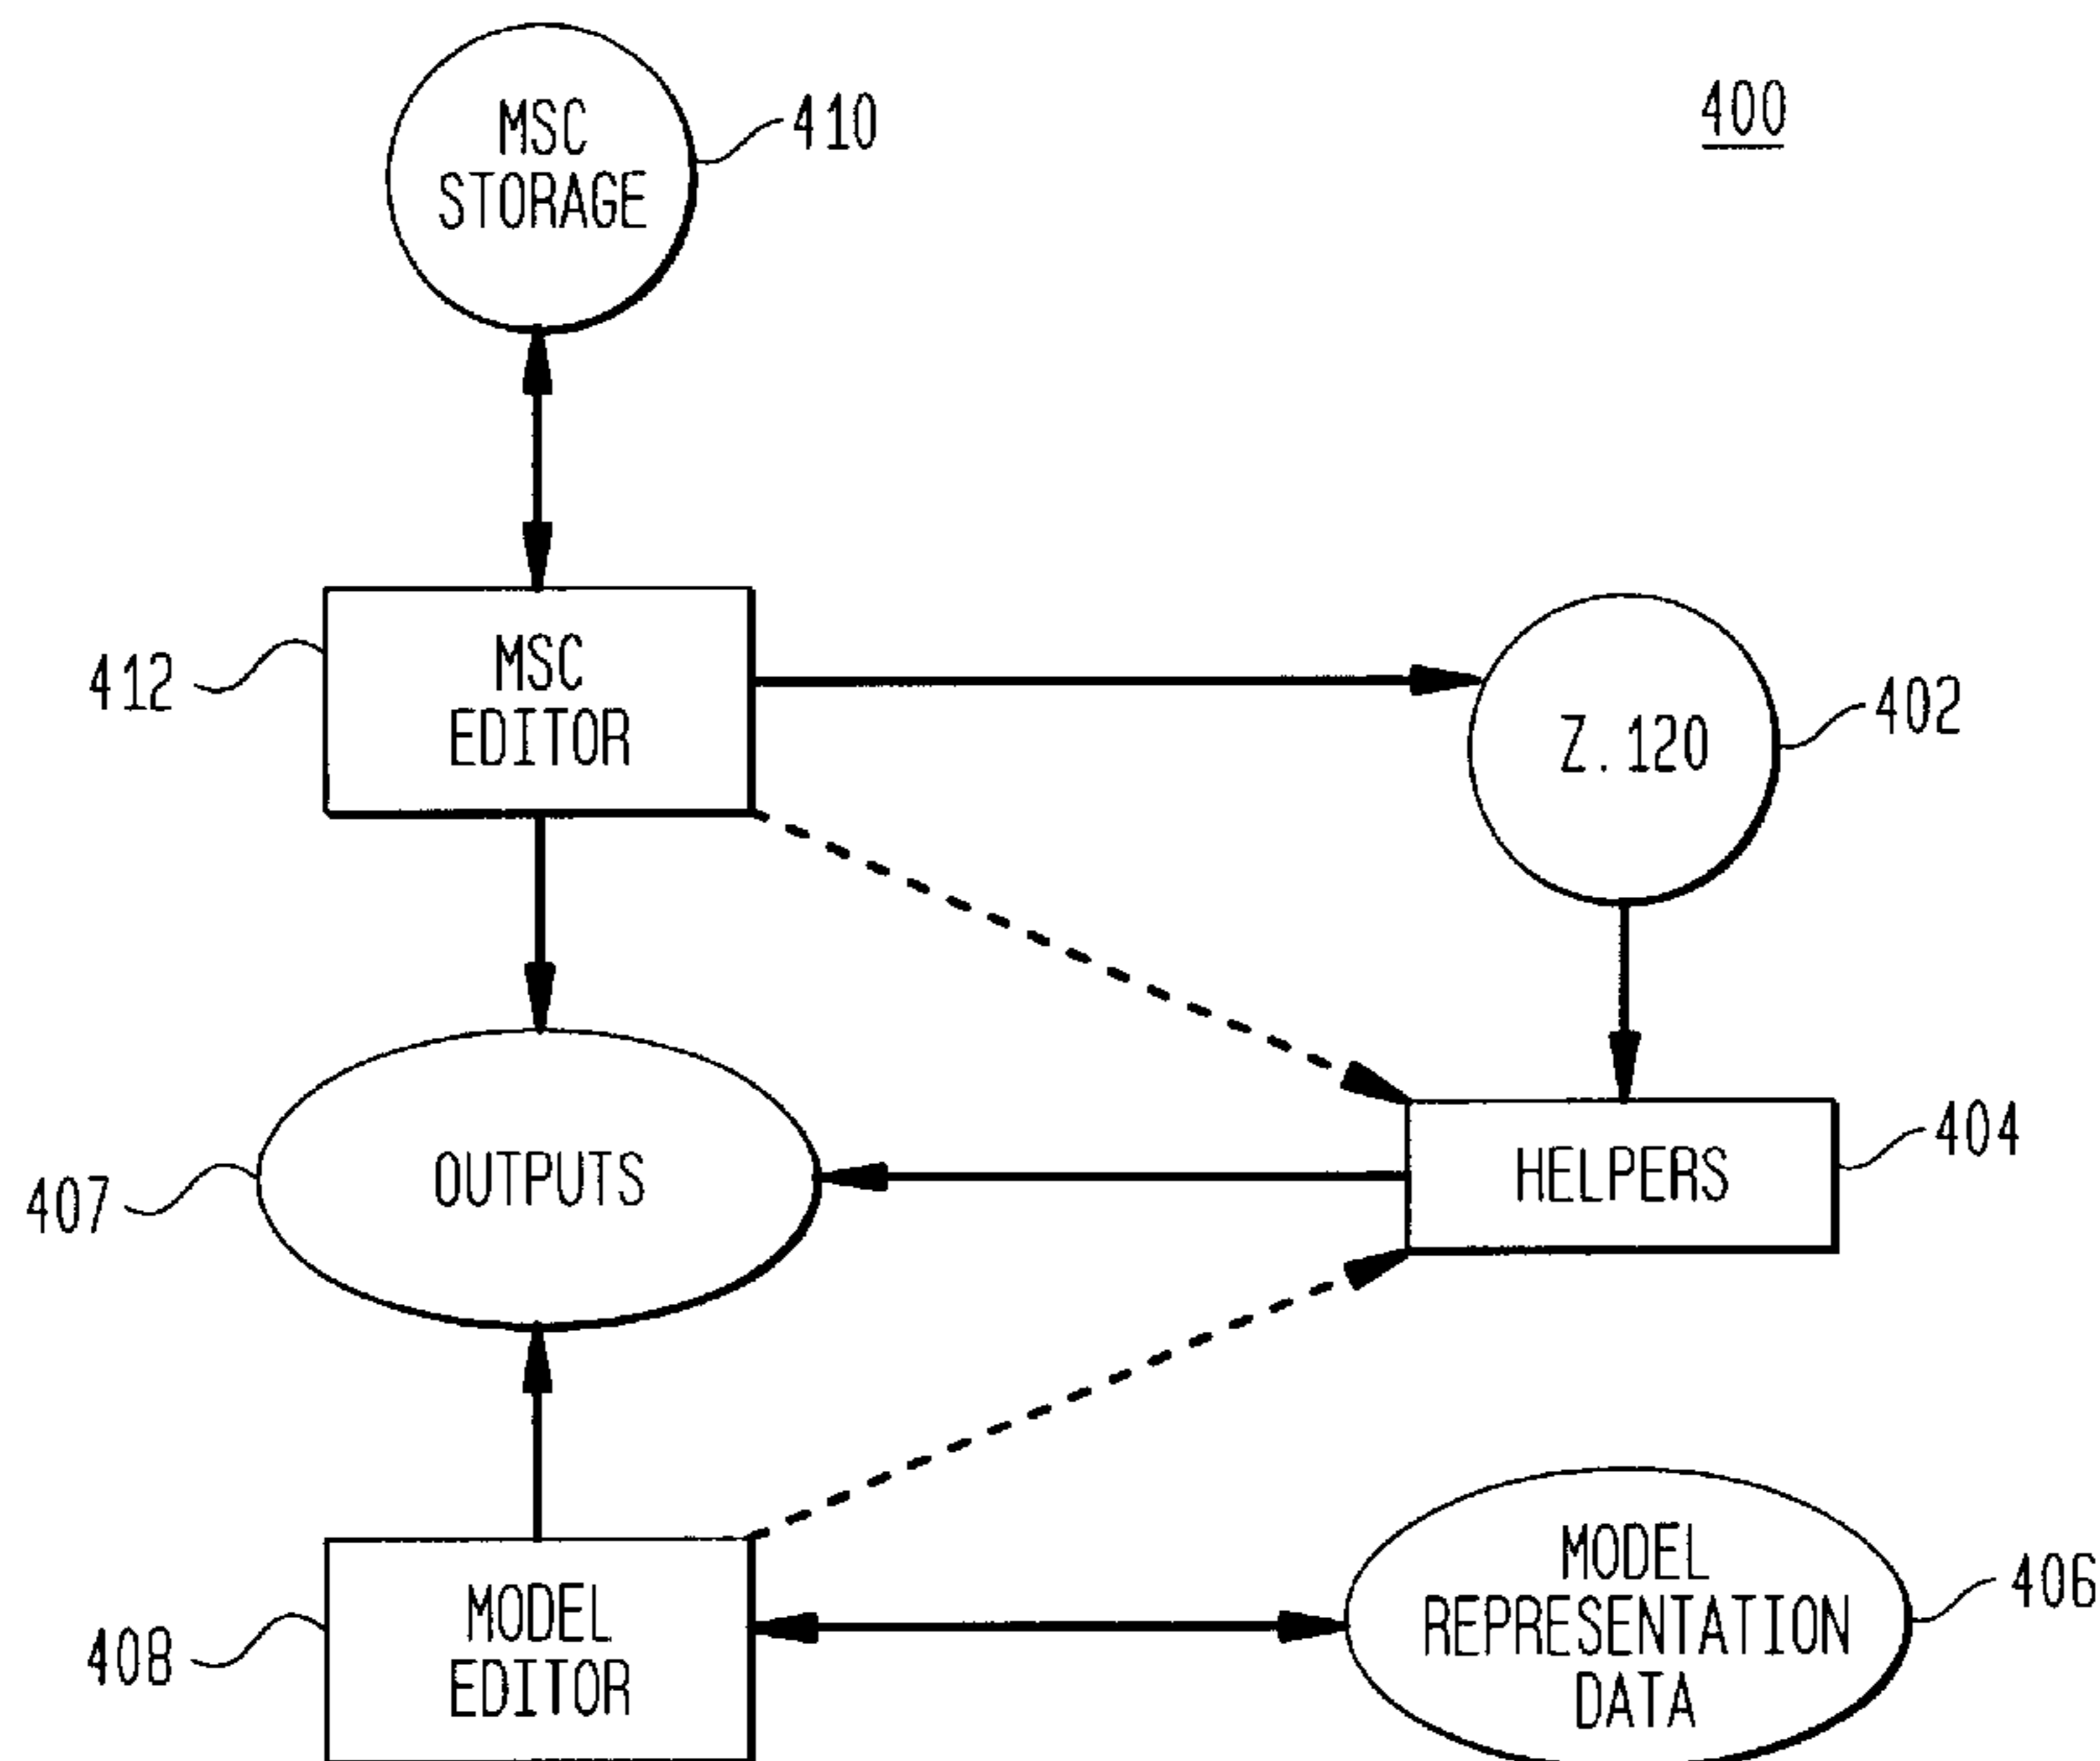 MSC
STORAGE
410
400
412
MSC
EDITOR
Z.120
402
407
OUTPUTS
HELPERS
404
408
MODEL
EDITOR
MODEL
REPRESENTATION
DATA
406